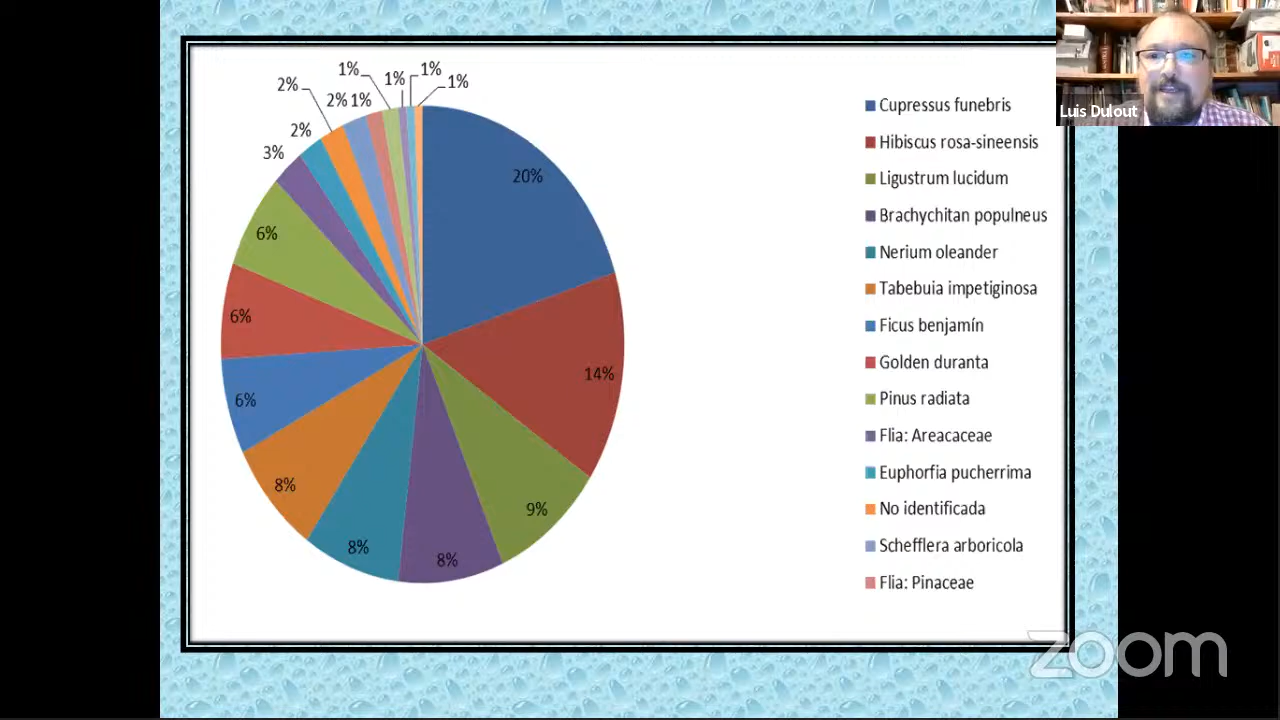 1%
1%
1%
1%
2%
2%
1%
2%
3%
20%
6%
6%
14%
6%
8%
9%
8%
8%
Cupressus funebris
Hibiscus rosa-sineensis
Ligustrum lucidum
Brachychitan populneus
Nerium oleander
Tabebuia impetiginosa
Ficus benjamín
Golden duranta
Pinus radiata
Flia: Areacaceae
Euphorfia pucherrima
No identificada
Schefflera arboricola
Flia: Pinaceae
Luis Dulout
zoom